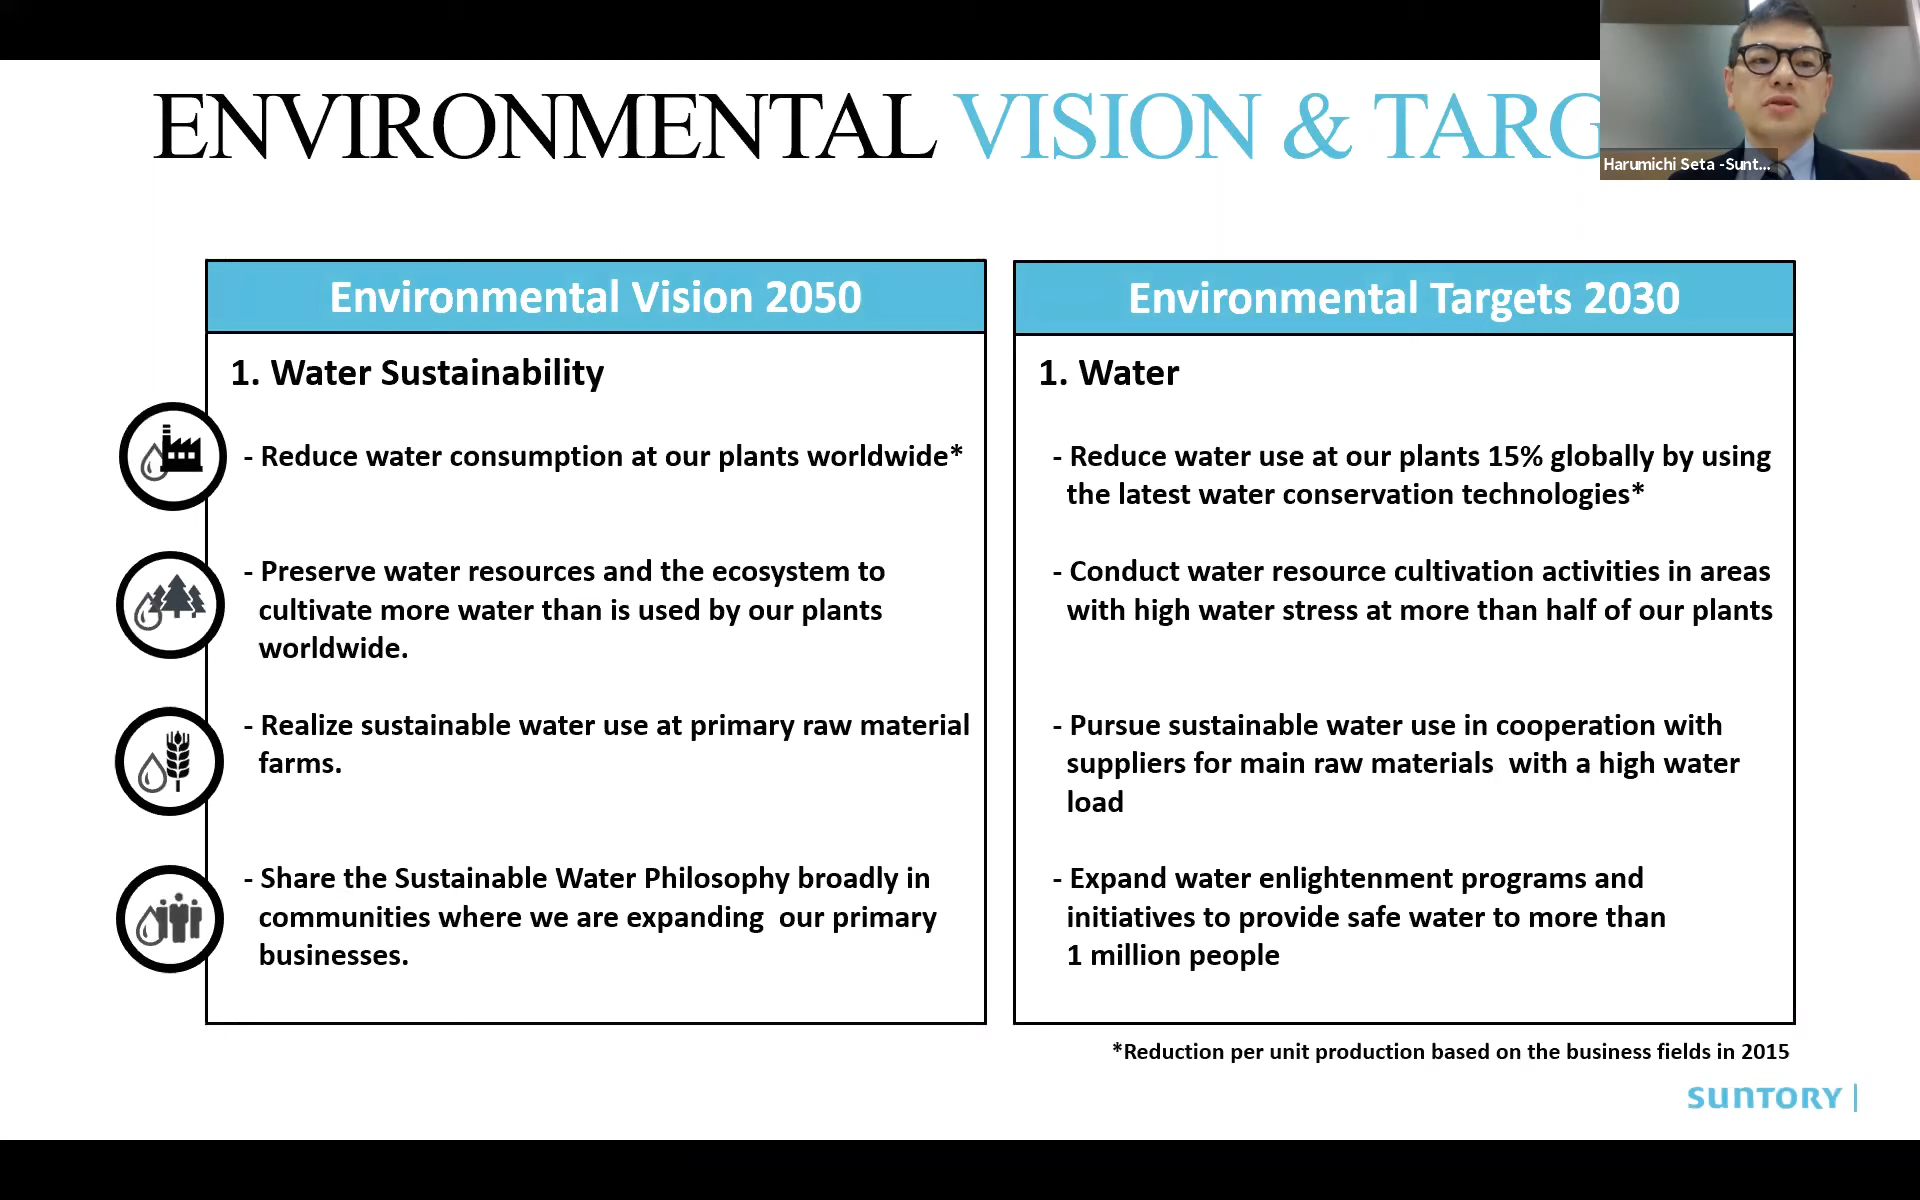 ENVIRONMENTAL VISION & TARG
Harumichi Seta -Sunt...
Environmental Vision 2050
1. Water Sustainability
- Reduce water consumption at our plants worldwide*
- Preserve water resources and the ecosystem to
cultivate more water than is used by our plants
worldwide.
- Realize sustainable water use at primary raw material
farms.
- Share the Sustainable Water Philosophy broadly in
communities where we are expanding our primary
businesses.
Environmental Targets 2030
1. Water
- Reduce water use at our plants 15% globally by using
the latest water conservation technologies*
- Conduct water resource cultivation activities in areas
with high water stress at more than half of our plants
- Pursue sustainable water use in cooperation with
suppliers for main raw materials with a high water
load
- Expand water enlightenment programs and
initiatives to provide safe water to more than
1 million people
*Reduction per unit production based on the business fields in 2015
SUNTORY